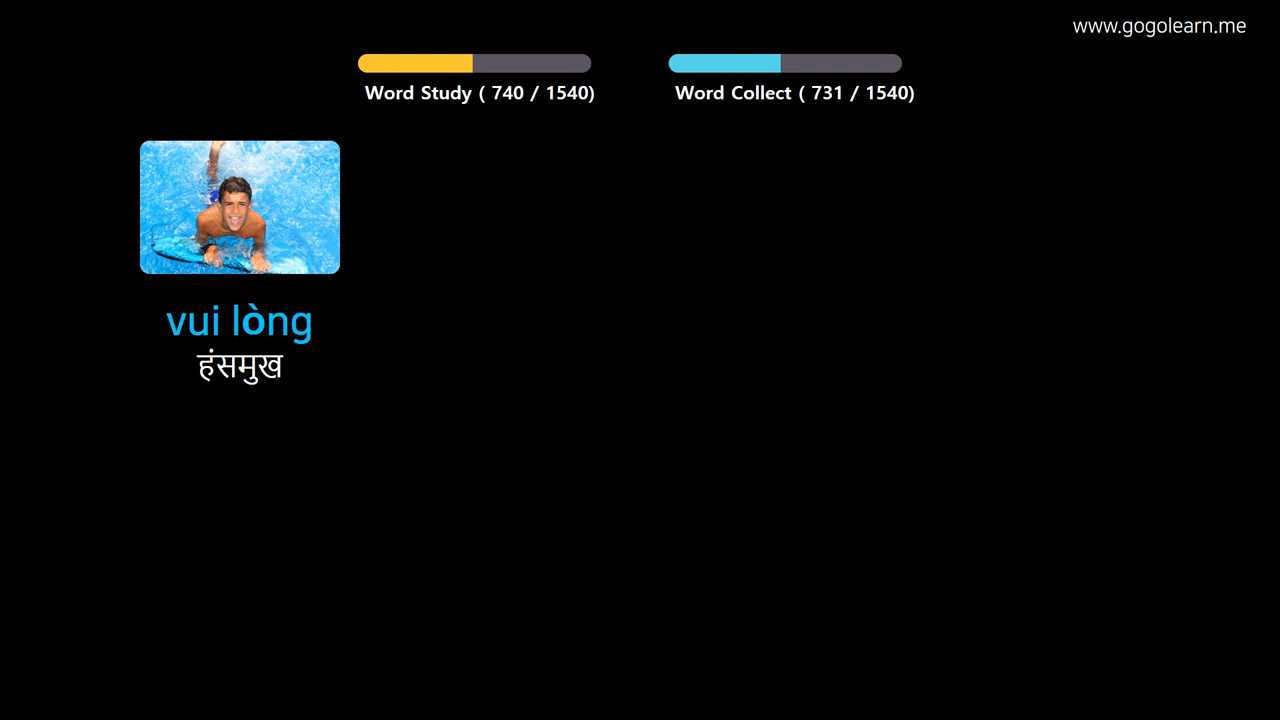 www.gogolearn.me
Word Study ( 740 / 1540)
Word Collect ( 731 / 1540)
vui lòng
हंसमुख